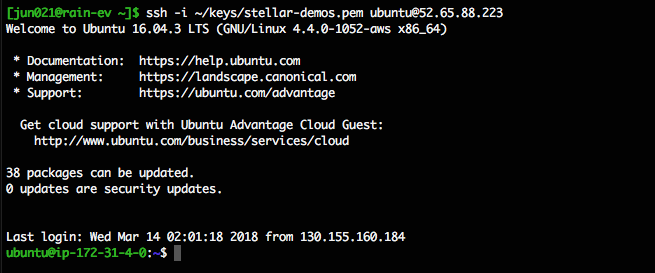 [jun021@rain-ev ~]$ ssh -i ~/keys/stellar-demos.pem ubuntu@52.65.88.223
Welcome to Ubuntu 16.04.3 LTS (GNU/Linux 4.4.0-1052-aws x86_64)
* Documentation:  https://help.ubuntu.com
* Management:     https://landscape.canonical.com
* Support:        https://ubuntu.com/advantage
Get cloud support with Ubuntu Advantage Cloud Guest:
http://www.ubuntu.com/business/services/cloud
38 packages can be updated.
0 updates are security updates.
Last login: Wed Mar 14 02:01:18 2018 from 130.155.160.184
ubuntu@ip-172-31-4-0:~$